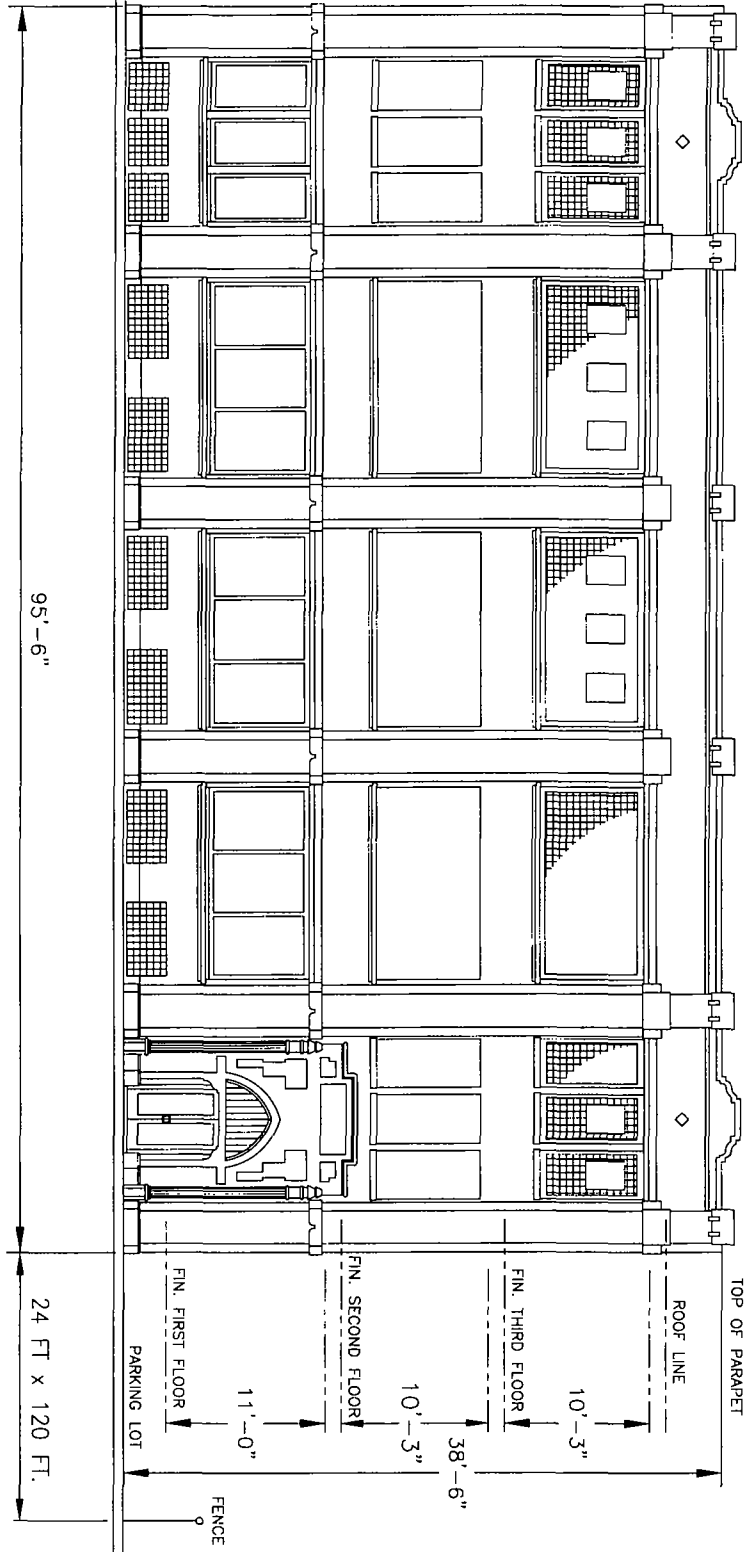 TOP OF PARAPET
ROOF LINE
10'-3"
FIN. THIRD FLOOR
38'-6"
10'-3"
FIN. SECOND FLOOR
11'-0"
FIN. FIRST FLOOR
PARKING LOT
FENCE
95'-6"
24 FT x 120 FT.